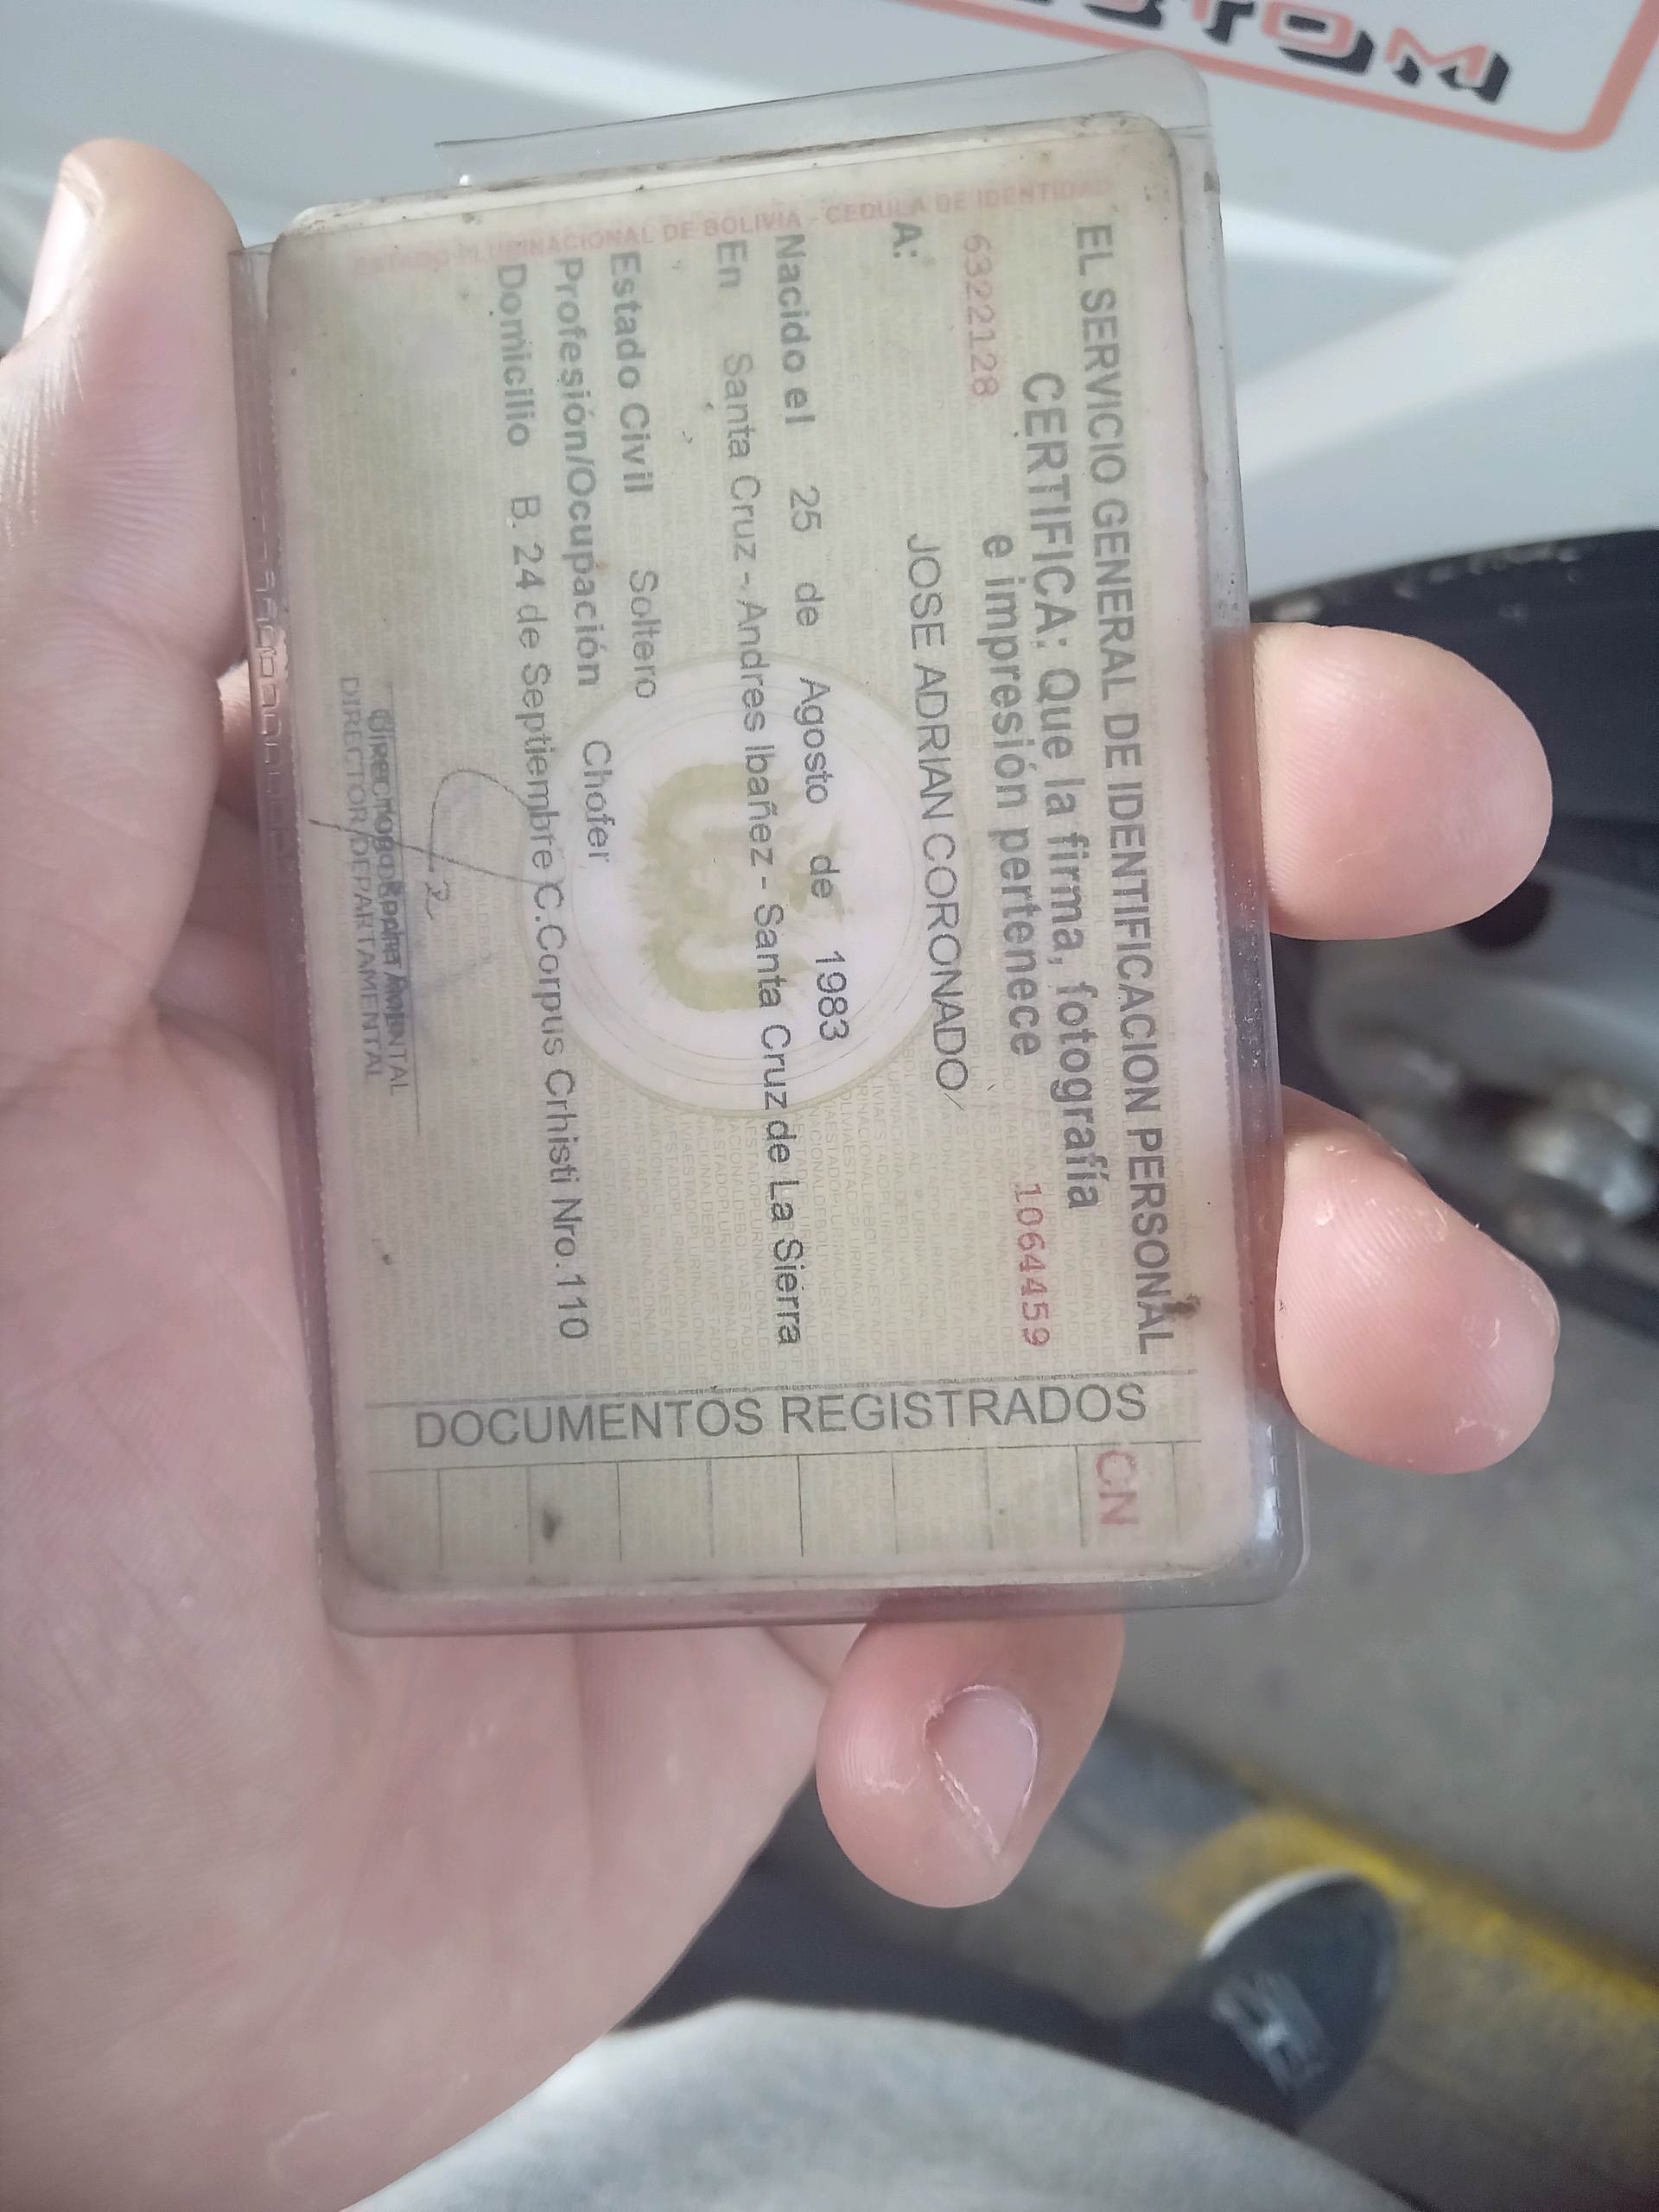 EL SERVICIO GENERAL DE IDENTIFICACION PERSONAL
CERTIFICA: Que la firma, fotografía
e impresión pertenece
6322128
1064459
A: JOSE ADRIAN CORONADO
Nacido el 25 de Agosto de 1983
En Santa Cruz - Andres Ibañez - Santa Cruz de La Sierra
Estado Civil Soltero
Profesión/Ocupación Chofer
Domicilio B. 24 de Septiembre C.Corpus Crhisti Nro.110
DIRECTOR DEPARTAMENTAL
ESTADO PLURINACIONAL DE BOLIVIA - CEDULA DE IDENTIDAD
DOCUMENTOS REGISTRADOS
CN